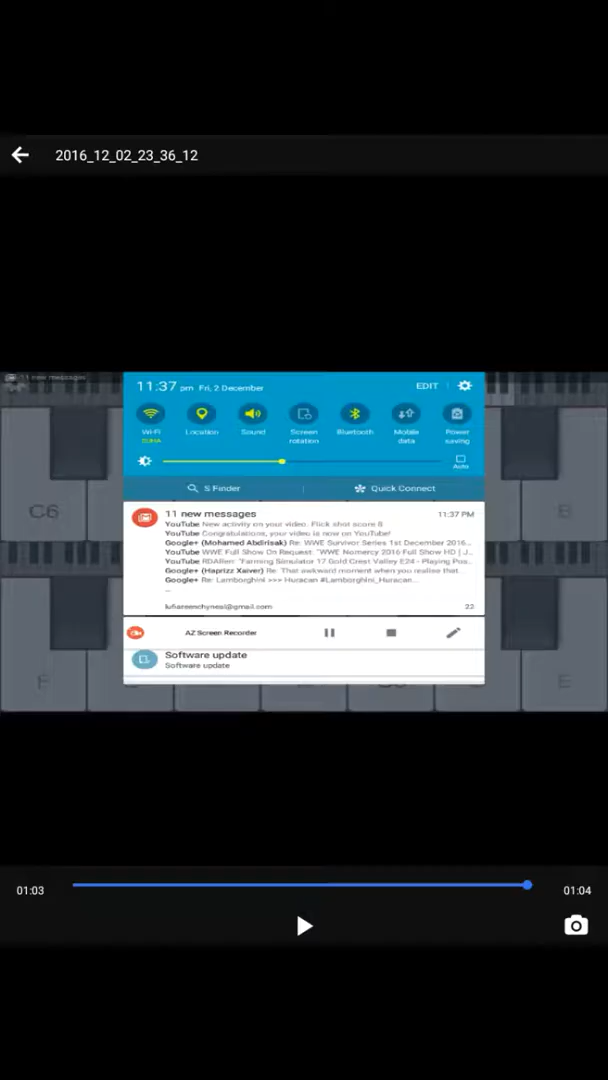 2016_12_02_23_36_12
11 new messages
11:37 pm Fri, 2 December
EDIT
Wi-Fi
Location
Sound
Screen rotation
Bluetooth
Mobile data
Power saving
Auto
S Finder
Quick Connect
C6
B
11 new messages 11:37 PM
YouTube New activity on your video. Flick shot score 8
YouTube Congratulations, your video is now on YouTube!
Google+ (Mohamed Abdirisak) Re: WWE Survivor Series 1st December 2016...
YouTube WWE Full Show On Request: "WWE Nomercy 2016 Full Show HD | J...
YouTube RDAllen: "Farming Simulator 17 Gold Crest Valley E24 - Playing Pos...
Google+ (Haprizz Xaiver) Re: That awkward moment when you realise that...
Google+ Re: Lamborghini >>> Huracan #Lamborghini_Huracan...
22
AZ Screen Recorder
Software update
Software update
F
E
01:03
01:04